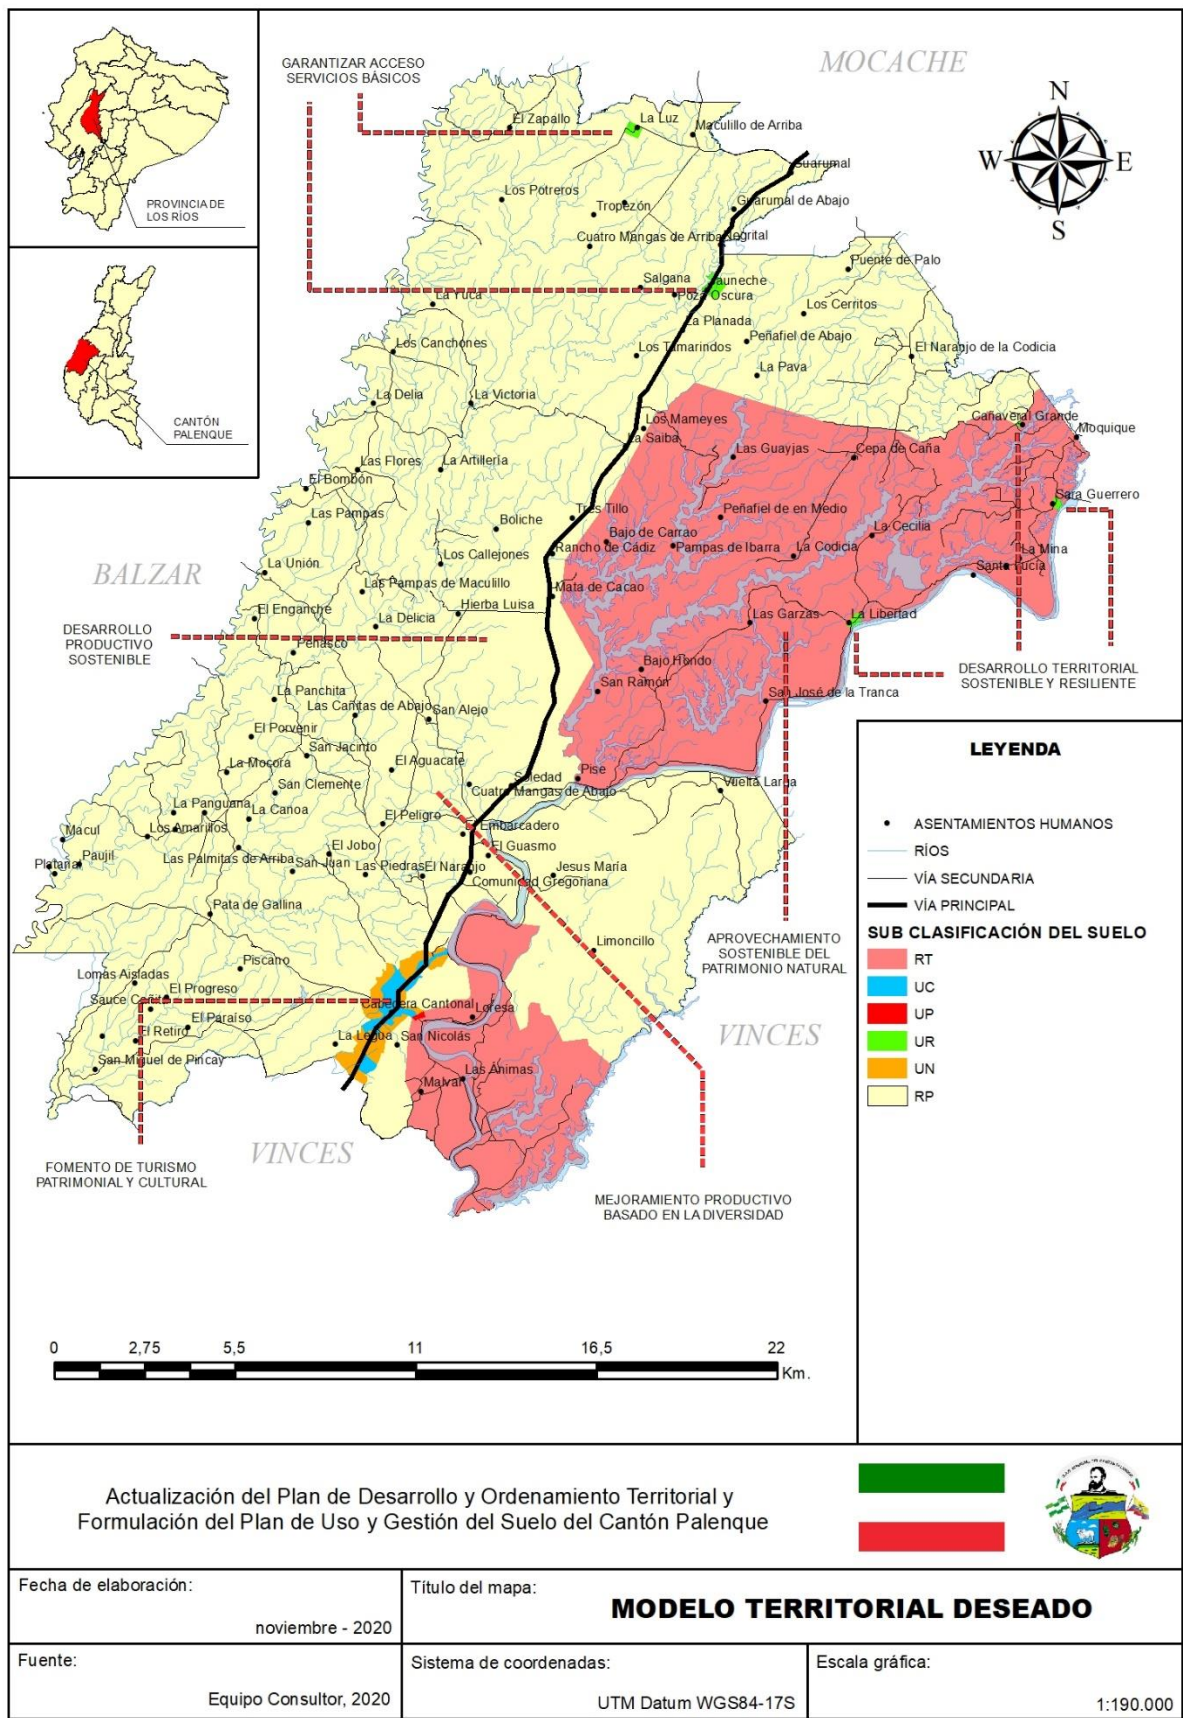 PROVINCIA DE
LOS RÍOS
CANTÓN
PALENQUE
GARANTIZAR ACCESO
SERVICIOS BÁSICOS
MOCACHE
N
W
E
S
El Zapallo
La Luz
Maculillo de Arriba
Guarumal
Los Potreros
Tropezón
Guarumal de Abajo
Cuatro Mangas de Arriba
Negrital
Puente de Palo
Salgana
Jauneche
Poza Oscura
La Yuca
Los Cerritos
La Planada
Peñafiel de Abajo
Los Canchones
Los Tamarindos
El Naranjo de la Codicia
La Pava
La Delia
La Victoria
Los Mameyes
Cañaveral Grande
La Saiba
Moquique
Las Flores
La Artillería
Las Guayjas
Cepa de Caña
El Bombón
Sara Guerrero
Las Pampas
Boliche
Tres Tillo
Peñafiel de en Medio
La Cecilia
Bajo de Carrao
Los Callejones
Rancho de Cádiz
Pampas de Ibarra
La Codicia
La Mina
BALZAR
La Unión
Santa Lucía
Las Pampas de Maculillo
Mata de Cacao
El Enganche
Hierba Luisa
Las Garzas
La Libertad
La Delicia
DESARROLLO
PRODUCTIVO
SOSTENIBLE
Peñasco
Bajo Hondo
DESARROLLO TERRITORIAL
SOSTENIBLE Y RESILIENTE
La Panchita
San Ramón
San José de la Tranca
Las Cañitas de Abajo
San Alejo
El Porvenir
San Jacinto
La Mocora
El Aguacate
Soledad
Pise
San Clemente
Cuatro Mangas de Abajo
Vuelta Larga
La Panguana
La Canoa
El Peligro
Embarcadero
Macul
Los Amarillos
El Jobo
El Guasmo
Platanal
Paujil
Las Palmitas de Arriba
San Juan
Las Piedras
El Naranjo
Jesus María
Comunidad Gregoriana
Pata de Gallina
Limoncillo
APROVECHAMIENTO
SOSTENIBLE DEL
PATRIMONIO NATURAL
Piscano
Lomas Aisladas
El Progreso
Sauce
Cabecera Cantonal
Loresa
El Paraíso
El Retiro
La Legua
San Nicolás
VINCES
San Miguel de Pincay
Malvar
Las Ánimas
VINCES
FOMENTO DE TURISMO
PATRIMONIAL Y CULTURAL
MEJORAMIENTO PRODUCTIVO
BASADO EN LA DIVERSIDAD
LEYENDA
ASENTAMIENTOS HUMANOS
RÍOS
VÍA SECUNDARIA
VÍA PRINCIPAL
SUB CLASIFICACIÓN DEL SUELO
RT
UC
UP
UR
UN
RP
0 2,75 5,5 11 16,5 22
Km.
Actualización del Plan de Desarrollo y Ordenamiento Territorial y
Formulación del Plan de Uso y Gestión del Suelo del Cantón Palenque
Fecha de elaboración:
noviembre - 2020
Título del mapa:
MODELO TERRITORIAL DESEADO
Fuente:
Equipo Consultor, 2020
Sistema de coordenadas:
UTM Datum WGS84-17S
Escala gráfica:
1:190.000